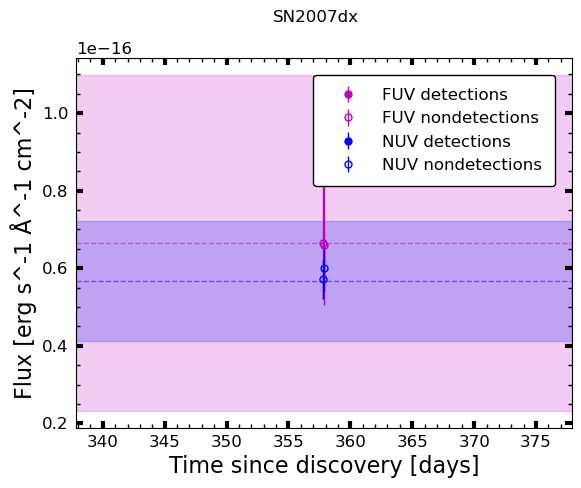 SN2007dx
1e−16
FUV detections
FUV nondetections
NUV detections
NUV nondetections
1.0
0.8
0.6
0.4
0.2
Flux [erg s^-1 Å^-1 cm^-2]
340 345 350 355 360 365 370 375
Time since discovery [days]